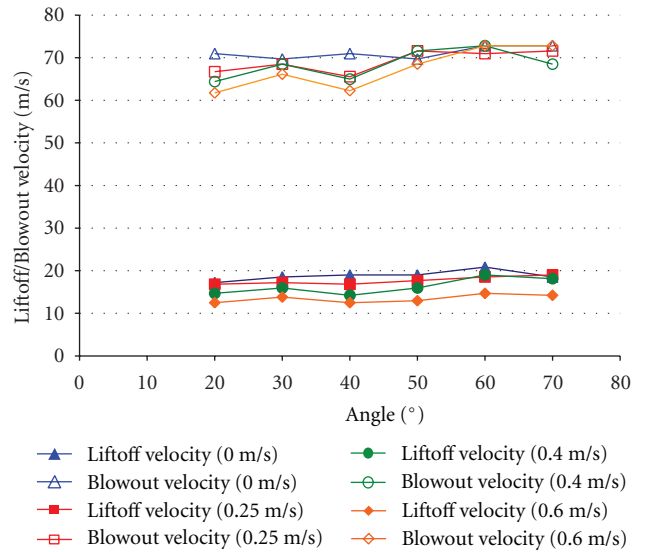 80
70
60
50
40
30
20
10
0
Liftoff/Blowout velocity (m/s)
0 10 20 30 40 50 60 70 80
Angle (°)
Liftoff velocity (0 m/s)
Blowout velocity (0 m/s)
Liftoff velocity (0.25 m/s)
Blowout velocity (0.25 m/s)
Liftoff velocity (0.4 m/s)
Blowout velocity (0.4 m/s)
Liftoff velocity (0.6 m/s)
Blowout velocity (0.6 m/s)